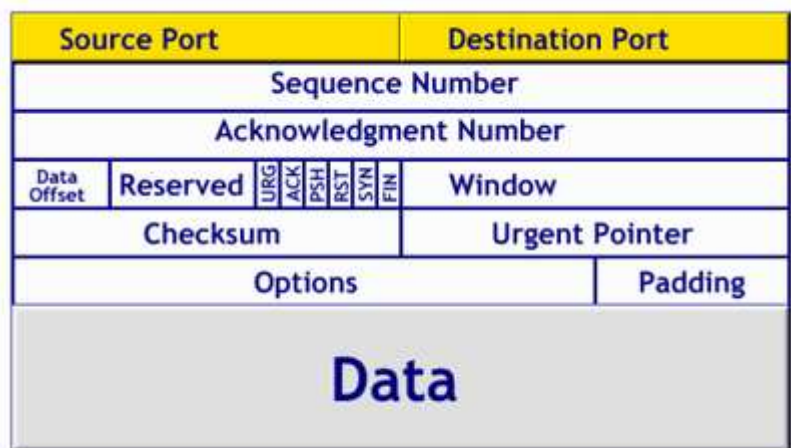 Source Port Destination Port
Sequence Number
Acknowledgment Number
Data Offset Reserved URG ACK PSH RST SYN FIN Window
Checksum Urgent Pointer
Options Padding
Data